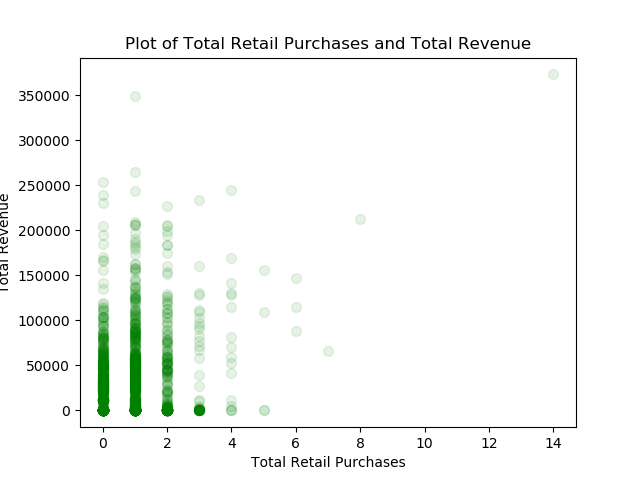 Plot of Total Retail Purchases and Total Revenue
350000
300000
250000
200000
150000
100000
50000
0
Total Revenue
0 2 4 6 8 10 12 14
Total Retail Purchases